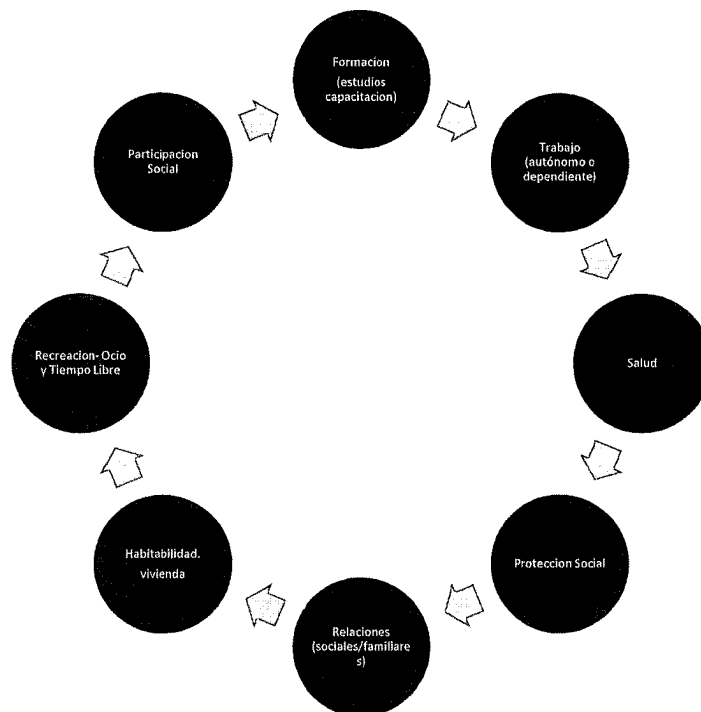 Formacion
(estudios
capacitacion)
Trabajo
(autónomo o
dependiente)
Salud
Proteccion Social
Relaciones
(sociales/familiare
s)
Habitabilidad.
vivienda
Recreacion- Ocio
y Tiempo Libre
Participacion
Social